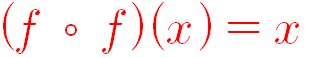 (f ∘ f)(x) = x